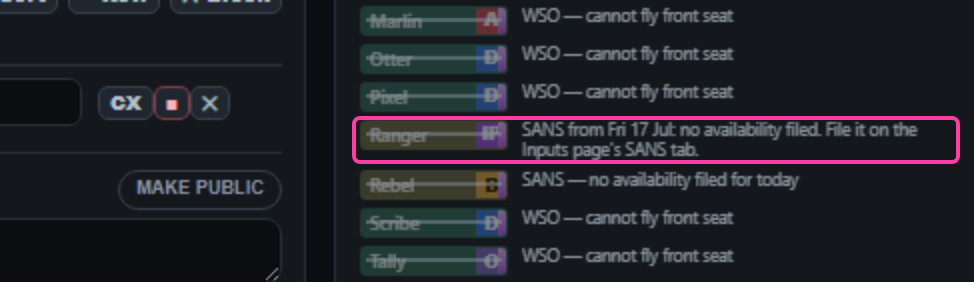 Marlin A WSO — cannot fly front seat
Otter D WSO — cannot fly front seat
CX
Pixel D WSO — cannot fly front seat
Ranger IP SANS from Fri 17 Jul: no availability filed. File it on the
Inputs page's SANS tab.
MAKE PUBLIC
Rebel B SANS — no availability filed for today
Scribe D WSO — cannot fly front seat
Tally O WSO — cannot fly front seat